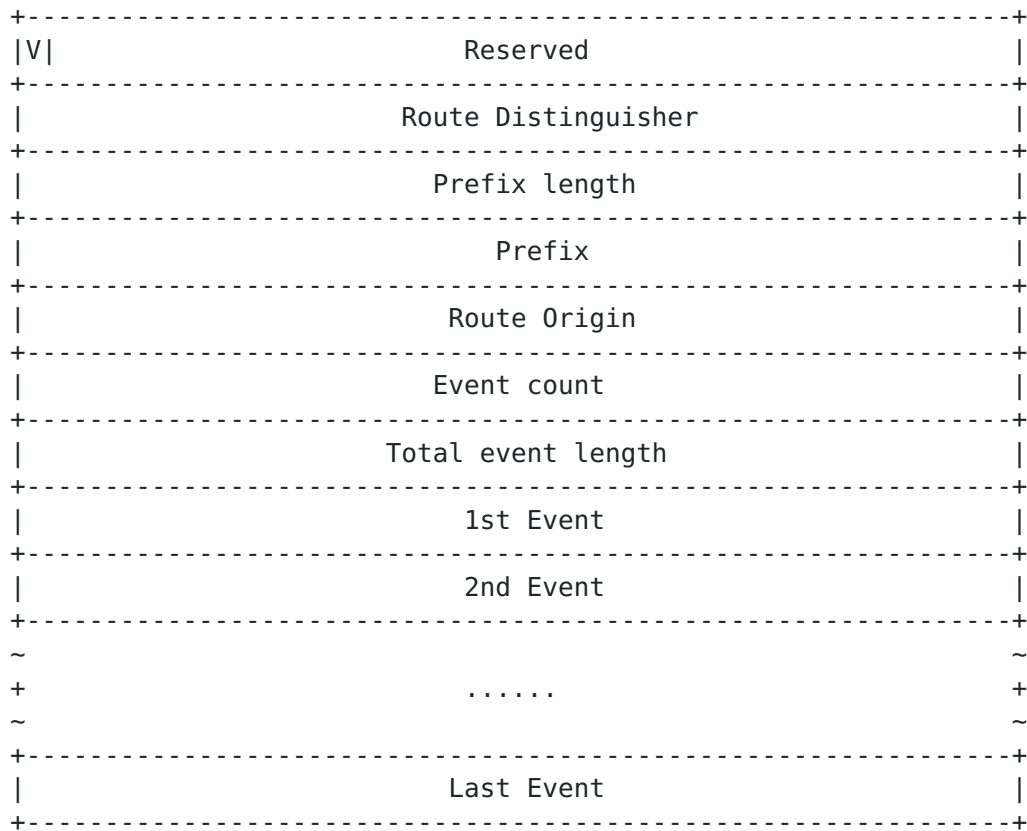 |V| Reserved |
Route Distinguisher
Prefix length
Prefix
Route Origin
Event count
Total event length
1st Event
2nd Event
......
Last Event